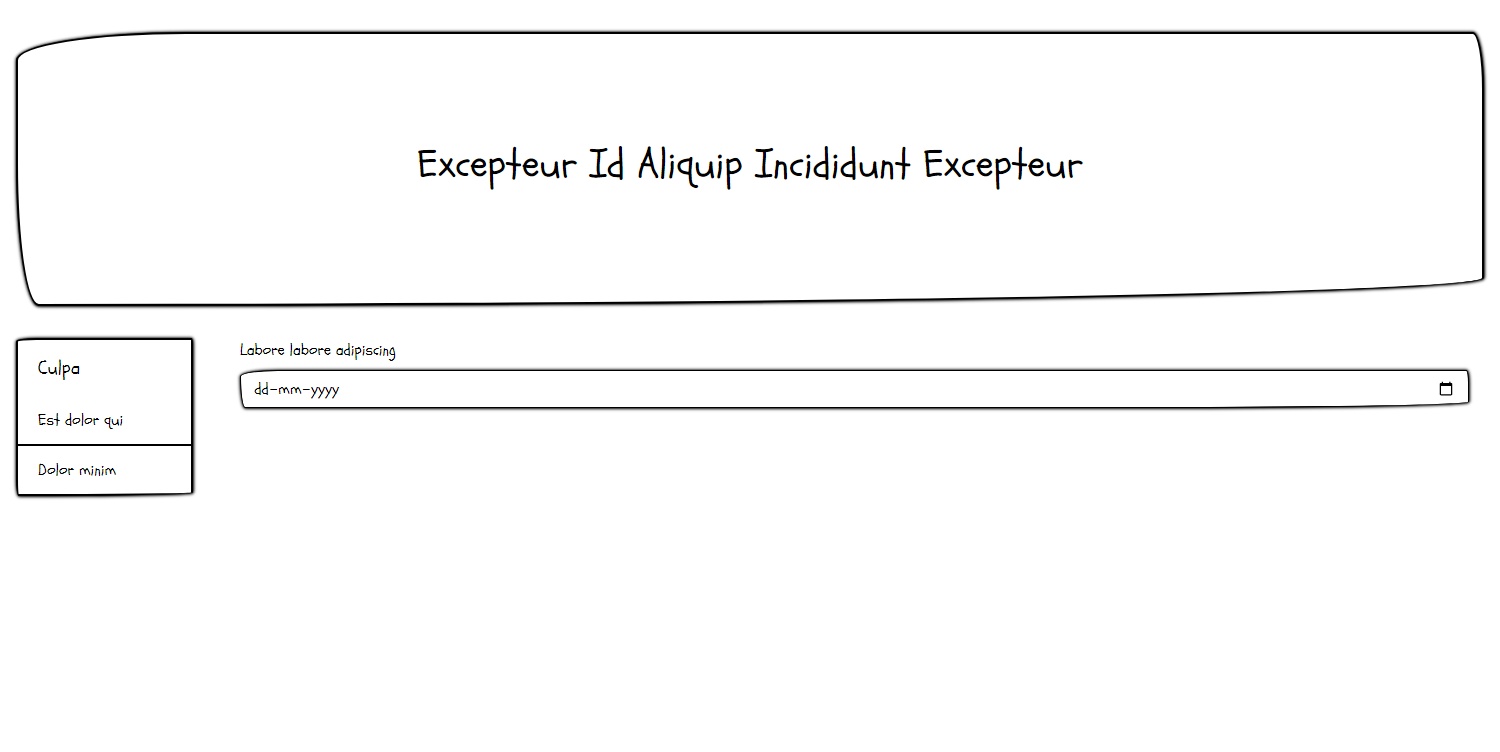 Excepteur Id Aliquip Incididunt Excepteur
Culpa
Est dolor qui
Dolor minim
Labore labore adipiscing
dd-mm-yyyy